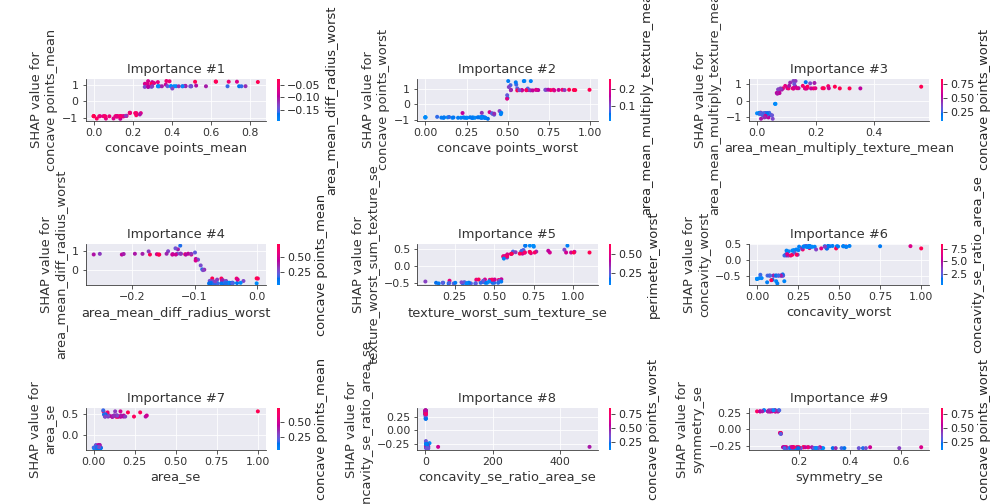 Importance #1
SHAP value for
concave points_mean
1
0
−1
0.0 0.2 0.4 0.6 0.8
concave points_mean
−0.05
−0.10
−0.15
area_mean_diff_radius_worst
Importance #2
SHAP value for
concave points_worst
1
0
−1
0.00 0.25 0.50 0.75 1.00
concave points_worst
0.2
0.1
area_mean_multiply_texture_mean
Importance #3
SHAP value for
area_mean_multiply_texture_mean
1
0
−1
0.0 0.2 0.4
area_mean_multiply_texture_mean
0.75
0.50
0.25
concave points_worst
Importance #4
SHAP value for
area_mean_diff_radius_worst
1
0
−0.2 −0.1 0.0
area_mean_diff_radius_worst
0.50
0.25
concave points_mean
Importance #5
SHAP value for
texture_worst_sum_texture_se
0.5
0.0
−0.5
0.25 0.50 0.75 1.00
texture_worst_sum_texture_se
0.50
0.25
perimeter_worst
Importance #6
SHAP value for
concavity_worst
0.5
0.0
−0.5
0.00 0.25 0.50 0.75 1.00
concavity_worst
7.5
5.0
2.5
concavity_se_ratio_area_se
Importance #7
SHAP value for
area_se
0.5
0.0
0.00 0.25 0.50 0.75 1.00
area_se
0.50
0.25
concave points_mean
Importance #8
SHAP value for
concavity_se_ratio_area_se
0.25
0.00
−0.25
0 200 400
concavity_se_ratio_area_se
0.75
0.50
0.25
concave points_worst
Importance #9
SHAP value for
symmetry_se
0.25
0.00
−0.25
0.2 0.4 0.6
symmetry_se
0.75
0.50
0.25
concave points_worst